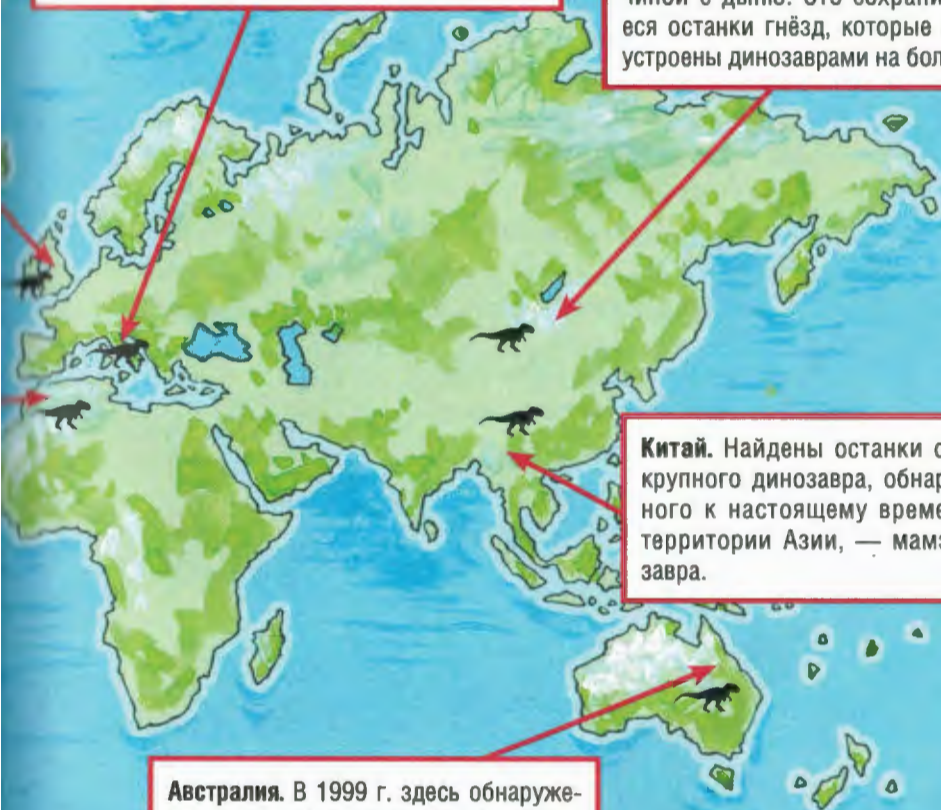 еся останки гнёзд, которые
устроены динозаврами на бол
Китай. Найдены останки с
крупного динозавра, обнар
ного к настоящему време
территории Азии, — мам
завра.
Австралия. В 1999 г. здесь обнаруже-